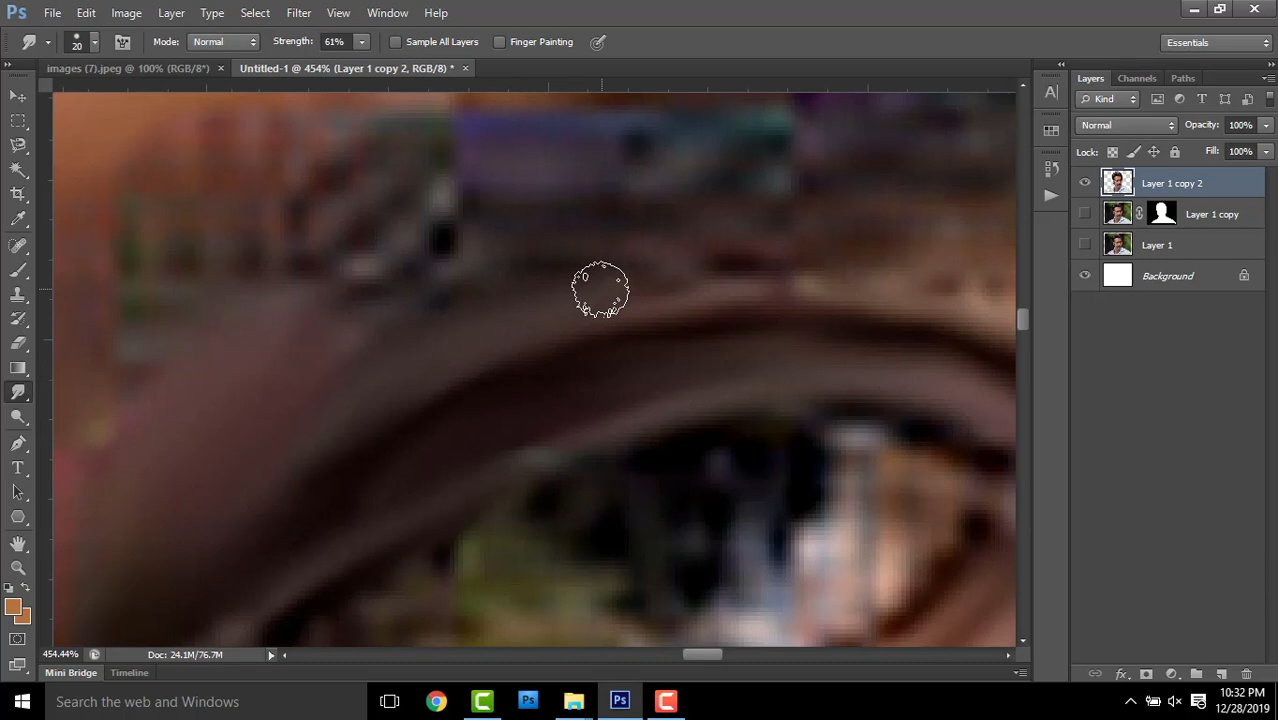 Ps File Edit Image Layer Type Select Filter View Window Help
20 Mode: Normal Strength: 61% Sample All Layers Finger Painting Essentials
images (7).jpeg @ 100% (RGB/8*) × Untitled-1 @ 454% (Layer 1 copy 2, RGB/8) * ×
Layers Channels Paths
Kind
Normal Opacity: 100%
Lock: Fill: 100%
Layer 1 copy 2
Layer 1 copy
Layer 1
Background
454.44% Doc: 24.1M/76.7M
Mini Bridge Timeline
Search the web and Windows
10:32 PM
12/28/2019